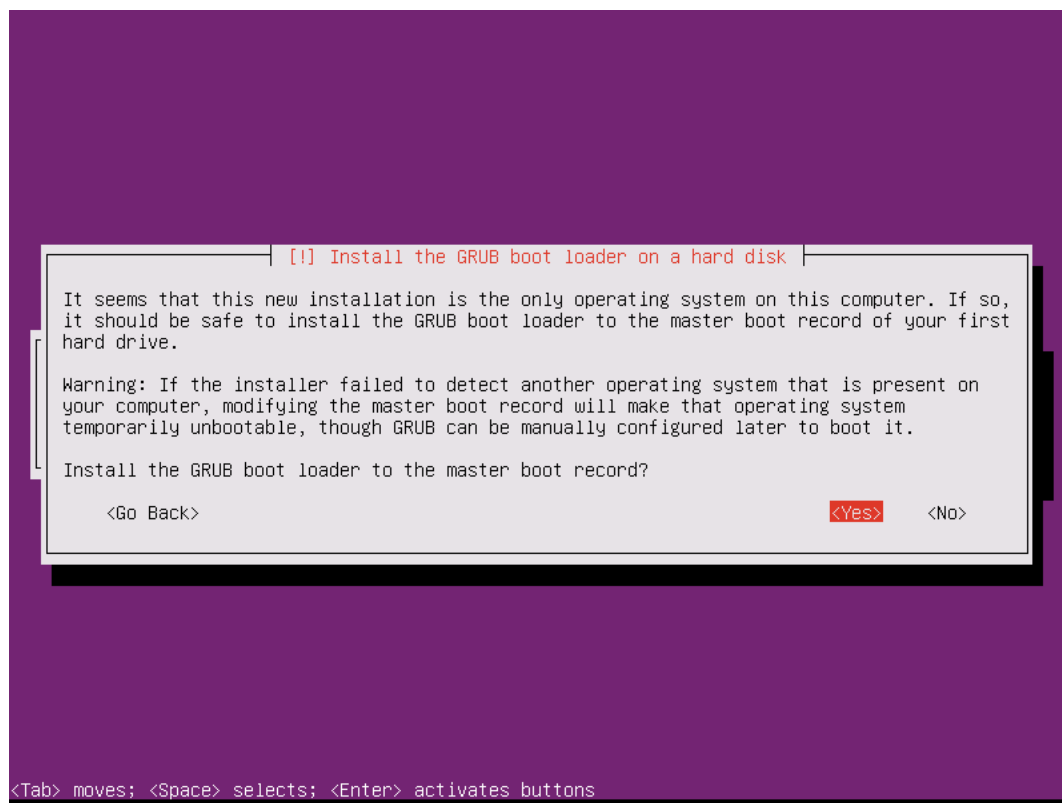 [!] Install the GRUB boot loader on a hard disk
It seems that this new installation is the only operating system on this computer. If so,
it should be safe to install the GRUB boot loader to the master boot record of your first
hard drive.
Warning: If the installer failed to detect another operating system that is present on
your computer, modifying the master boot record will make that operating system
temporarily unbootable, though GRUB can be manually configured later to boot it.
Install the GRUB boot loader to the master boot record?
<Go Back> <Yes> <No>
<Tab> moves; <Space> selects; <Enter> activates buttons